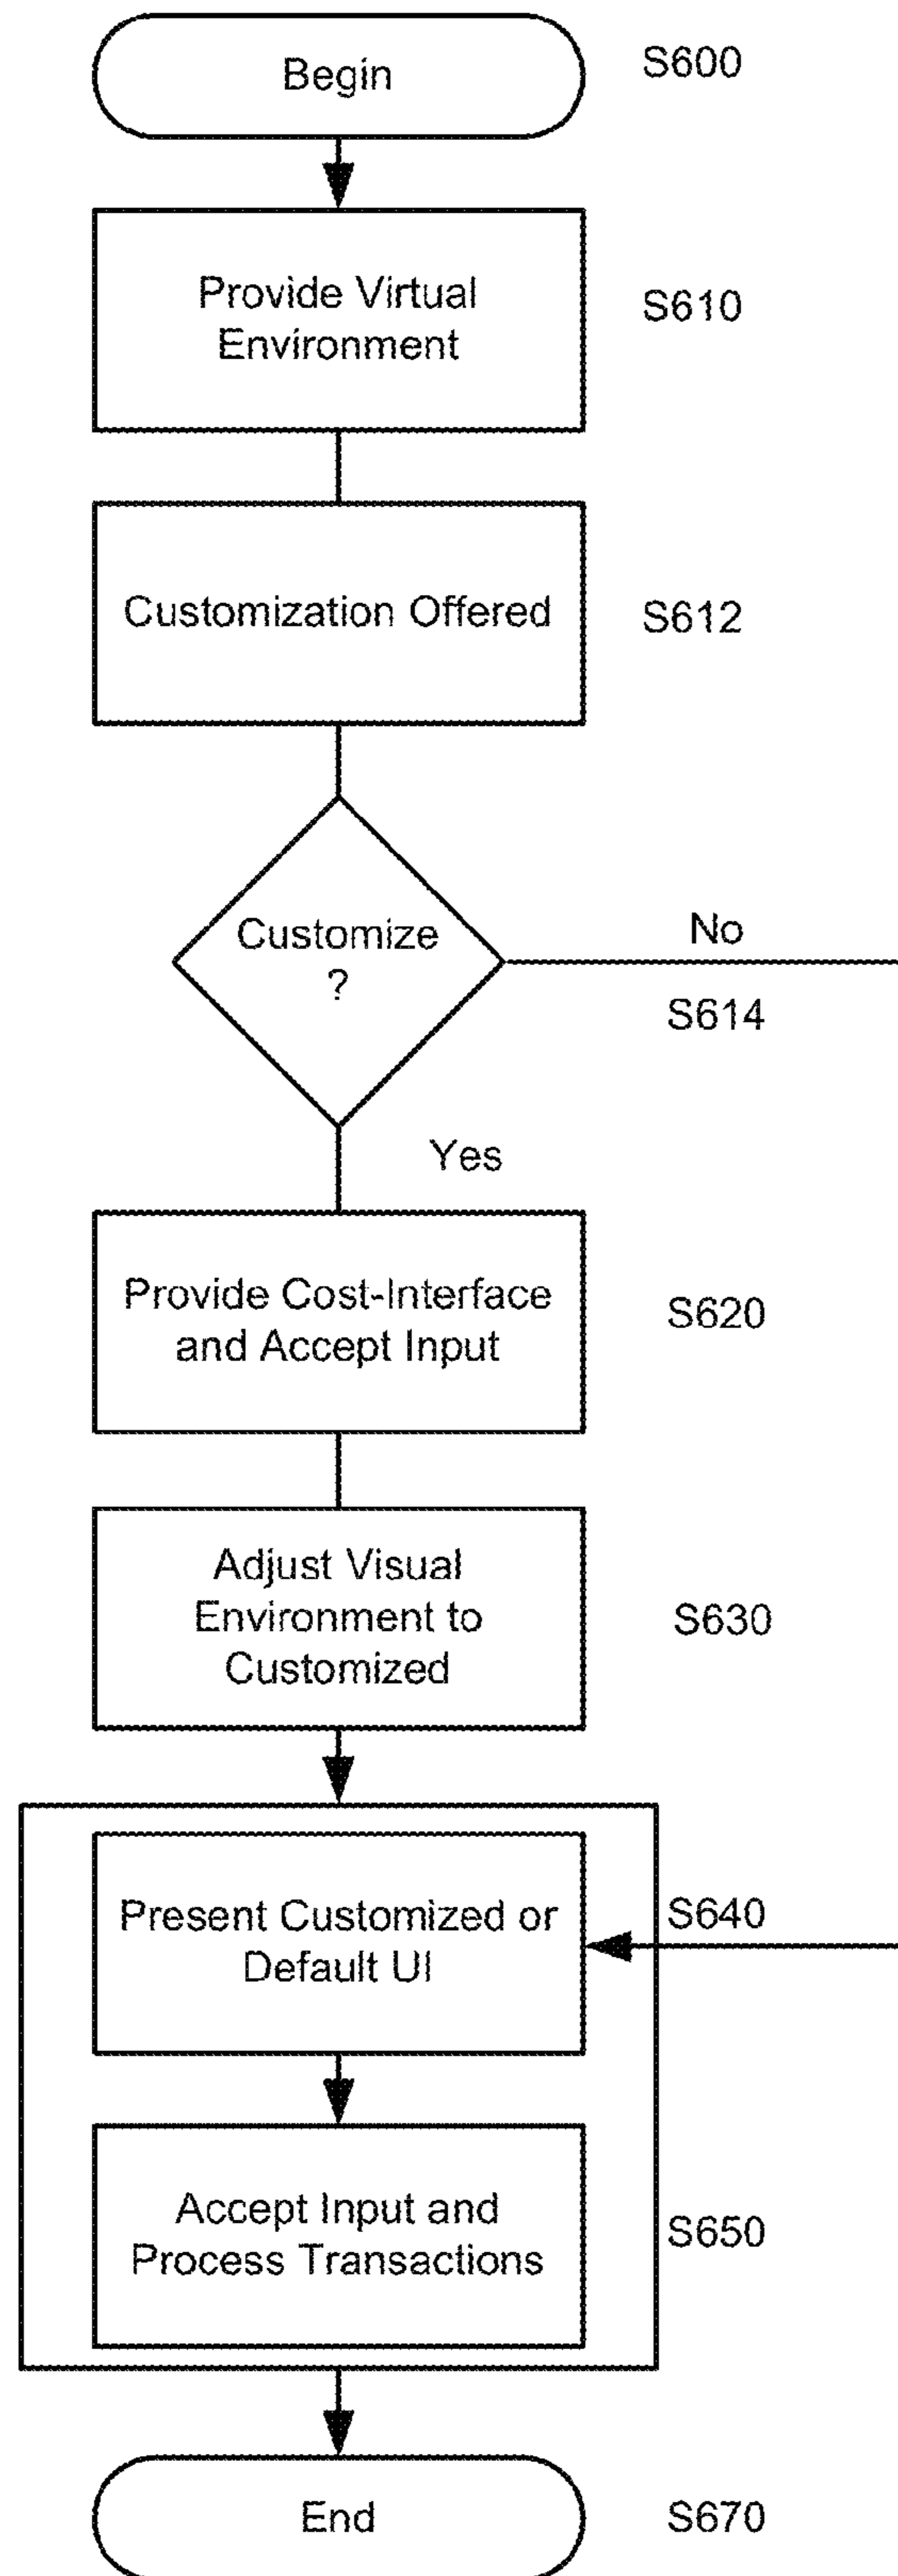 Begin
S600
Provide Virtual
Environment
S610
Customization Offered
S612
Customize
?
No
S614
Yes
Provide Cost-Interface
and Accept Input
S620
Adjust Visual
Environment to
Customized
S630
Present Customized or
Default UI
S640
Accept Input and
Process Transactions
S650
End
S670